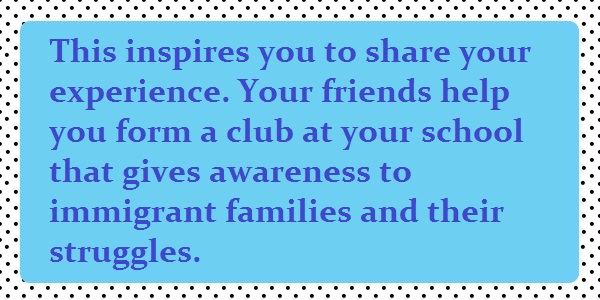 This inspires you to share your
experience. Your friends help
you form a club at your school
that gives awareness to
immigrant families and their
struggles.